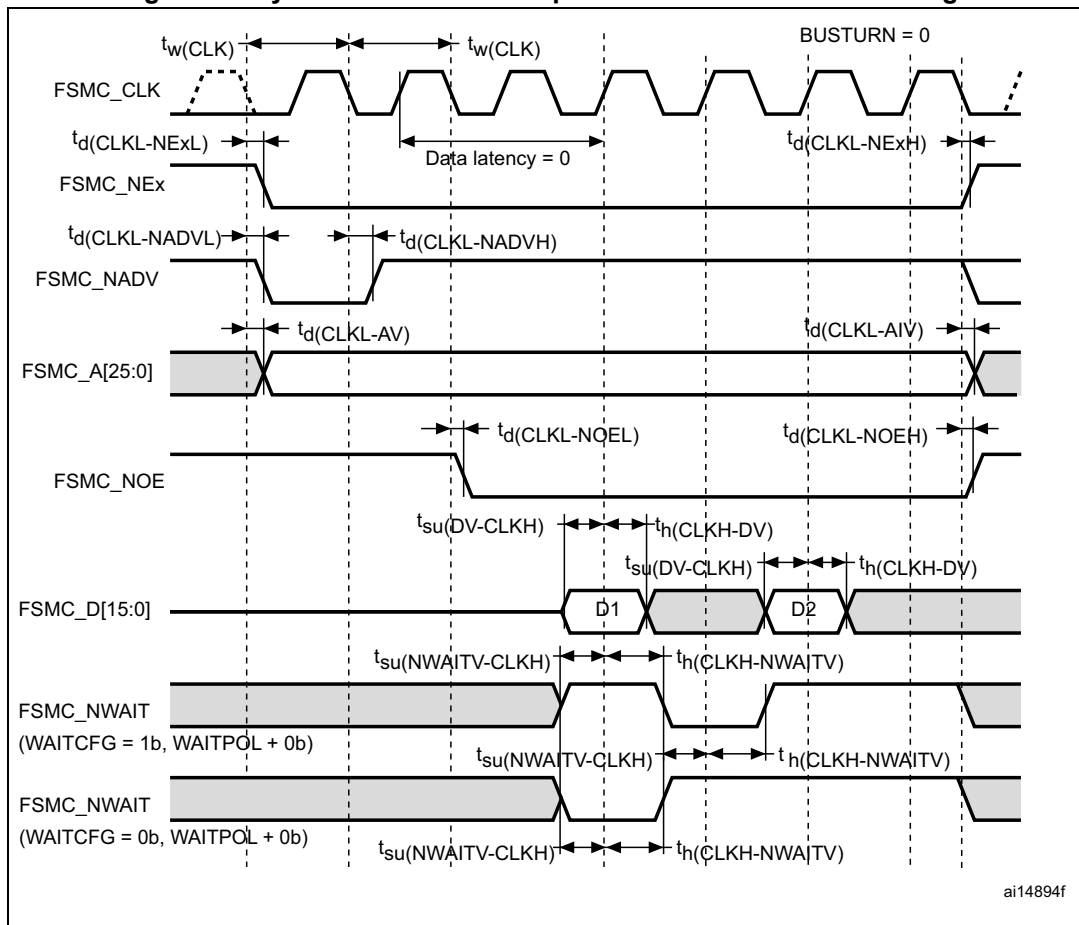 tw(CLK) tw(CLK) BUSTURN = 0
FSMC_CLK
td(CLKL-NExL) Data latency = 0 td(CLKL-NExH)
FSMC_NEx
td(CLKL-NADVL) td(CLKL-NADVH)
FSMC_NADV
td(CLKL-AV) td(CLKL-AIV)
FSMC_A[25:0]
td(CLKL-NOEL) td(CLKL-NOEH)
FSMC_NOE
tsu(DV-CLKH) th(CLKH-DV)
tsu(DV-CLKH) th(CLKH-DV)
FSMC_D[15:0] D1 D2
tsu(NWAITV-CLKH) th(CLKH-NWAITV)
FSMC_NWAIT
(WAITCFG = 1b, WAITPOL + 0b)
tsu(NWAITV-CLKH) th(CLKH-NWAITV)
FSMC_NWAIT
(WAITCFG = 0b, WAITPOL + 0b)
tsu(NWAITV-CLKH) th(CLKH-NWAITV)
ai14894f